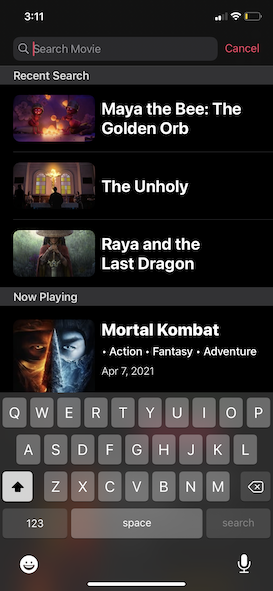 3:11
Search Movie
Cancel
Recent Search
Maya the Bee: The
Golden Orb
The Unholy
Raya and the
Last Dragon
Now Playing
Mortal Kombat
• Action • Fantasy • Adventure
Apr 7, 2021
Q W E R T Y U I O P
A S D F G H J K L
Z X C V B N M
123 space search